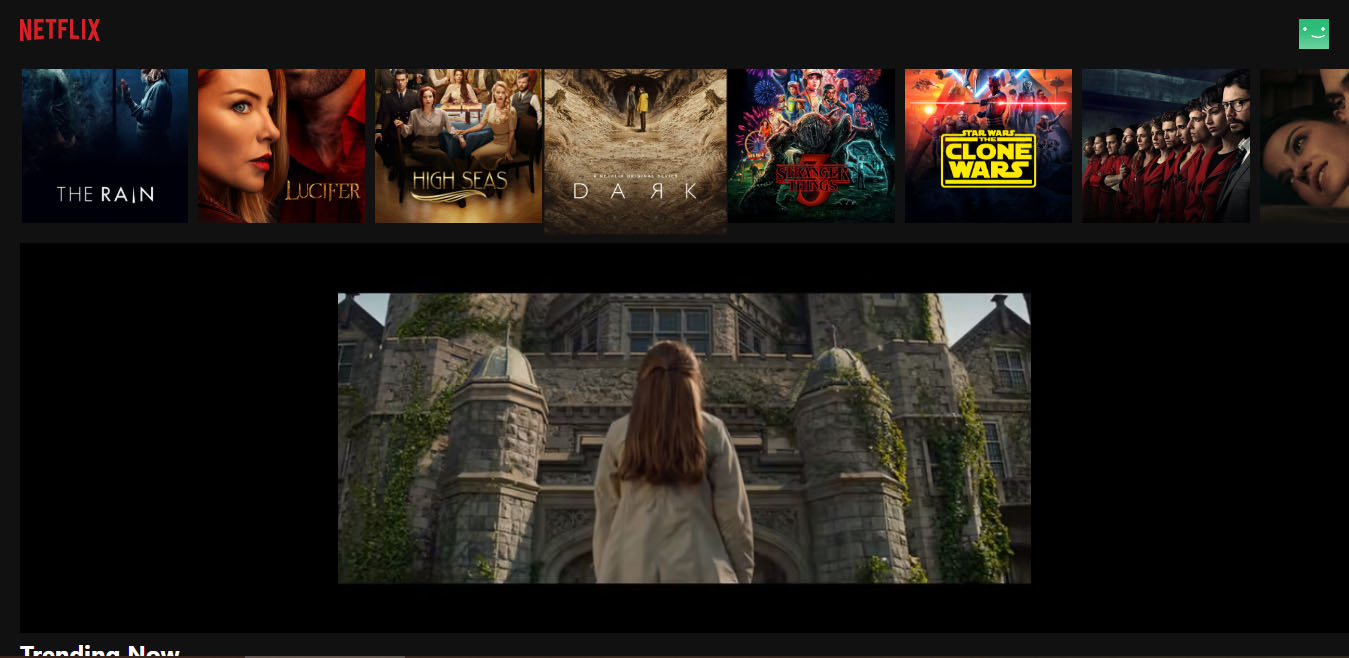 NETFLIX
THE RAIN
LUCIFER
HIGH SEAS
A NETFLIX ORIGINAL SERIES
DARK
STRANGER
THINGS
3
STAR WARS
THE
CLONE
WARS
Trending Now